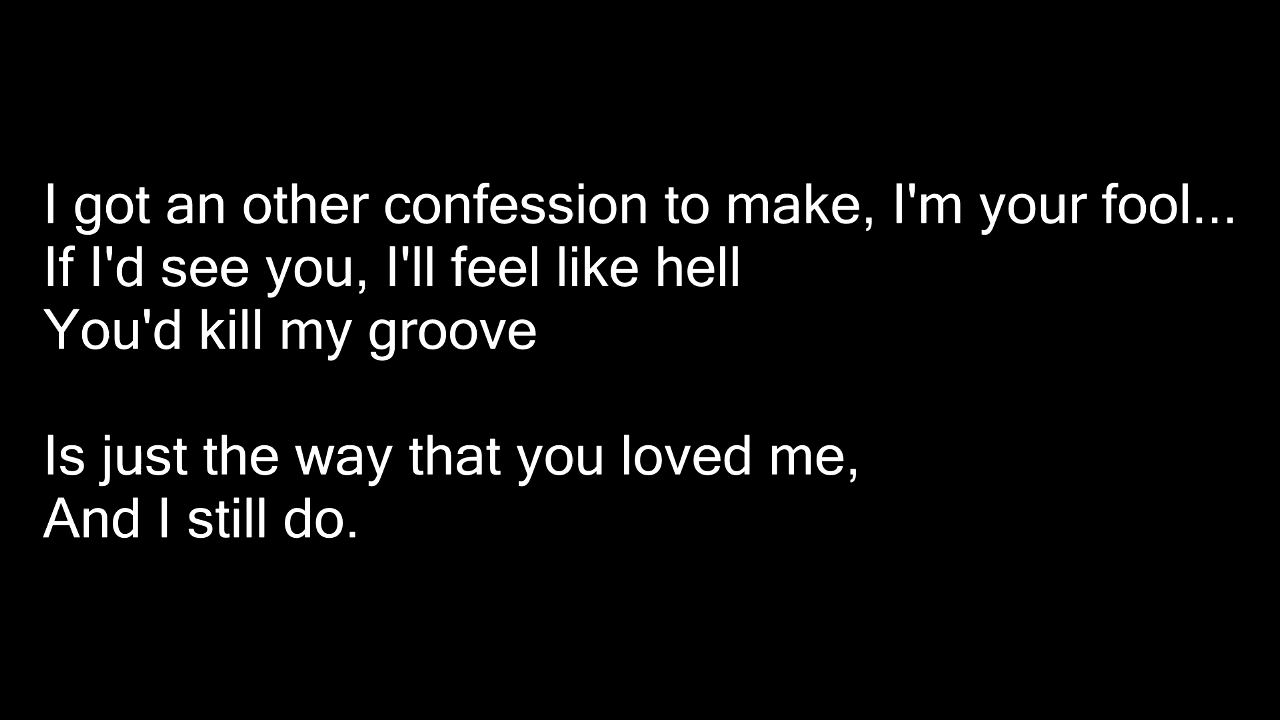 I got an other confession to make, I'm your fool...
If I'd see you, I'll feel like hell
You'd kill my groove
Is just the way that you loved me,
And I still do.